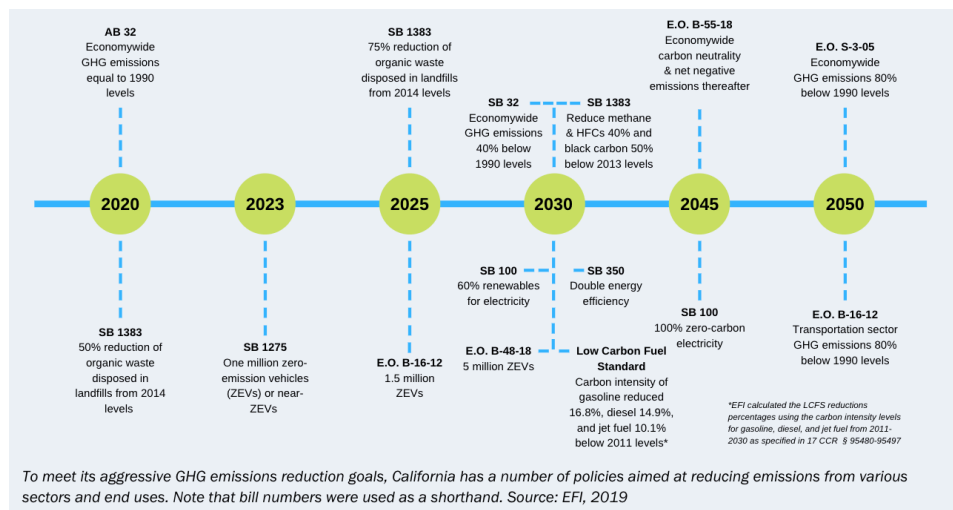 AB 32
Economywide
GHG emissions
equal to 1990
levels
SB 1383
75% reduction of
organic waste
disposed in landfills
from 2014 levels
SB 32
Economywide
GHG emissions
40% below
1990 levels
SB 1383
Reduce methane
& HFCs 40% and
black carbon 50%
below 2013 levels
E.O. B-55-18
Economywide
carbon neutrality
& net negative
emissions thereafter
E.O. S-3-05
Economywide
GHG emissions 80%
below 1990 levels
2020
2023
2025
2030
2045
2050
SB 1383
50% reduction of
organic waste
disposed in
landfills from 2014
levels
SB 1275
One million zero-
emission vehicles
(ZEVs) or near-
ZEVs
E.O. B-16-12
1.5 million
ZEVs
SB 100
60% renewables
for electricity
SB 350
Double energy
efficiency
E.O. B-48-18
5 million ZEVs
Low Carbon Fuel
Standard
Carbon intensity of
gasoline reduced
16.8%, diesel 14.9%,
and jet fuel 10.1%
below 2011 levels*
SB 100
100% zero-carbon
electricity
E.O. B-16-12
Transportation sector
GHG emissions 80%
below 1990 levels
*EFI calculated the LCFS reductions
percentages using the carbon intensity levels
for gasoline, diesel, and jet fuel from 2011-
2030 as specified in 17 CCR § 95480-95497
To meet its aggressive GHG emissions reduction goals, California has a number of policies aimed at reducing emissions from various
sectors and end uses. Note that bill numbers were used as a shorthand. Source: EFI, 2019